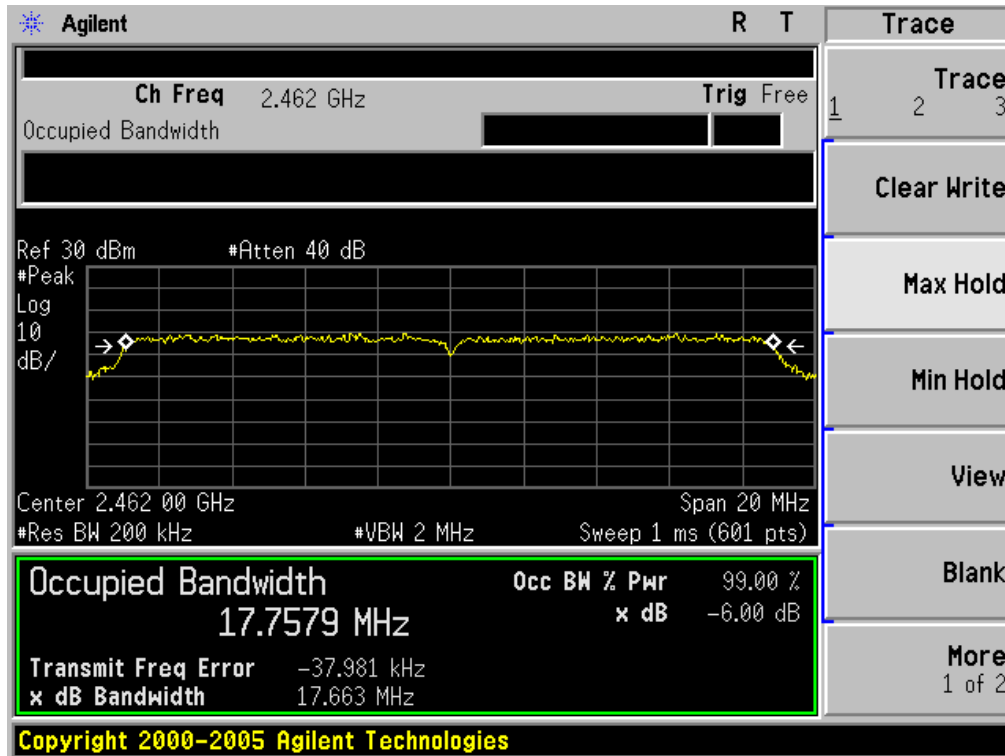 Agilent R T Trace
Ch Freq 2.462 GHz Trig Free
Occupied Bandwidth
Trace
1 2 3
Clear Write
Max Hold
Min Hold
View
Blank
More
1 of 2
Ref 30 dBm #Atten 40 dB
#Peak
Log
10
dB/
Center 2.462 00 GHz Span 20 MHz
#Res BW 200 kHz #VBW 2 MHz Sweep 1 ms (601 pts)
Occupied Bandwidth Occ BW % Pwr 99.00 %
17.7579 MHz x dB -6.00 dB
Transmit Freq Error -37.981 kHz
x dB Bandwidth 17.663 MHz
Copyright 2000-2005 Agilent Technologies